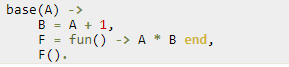 base(A) ->
    B = A + 1,
    F = fun() -> A * B end,
    F().